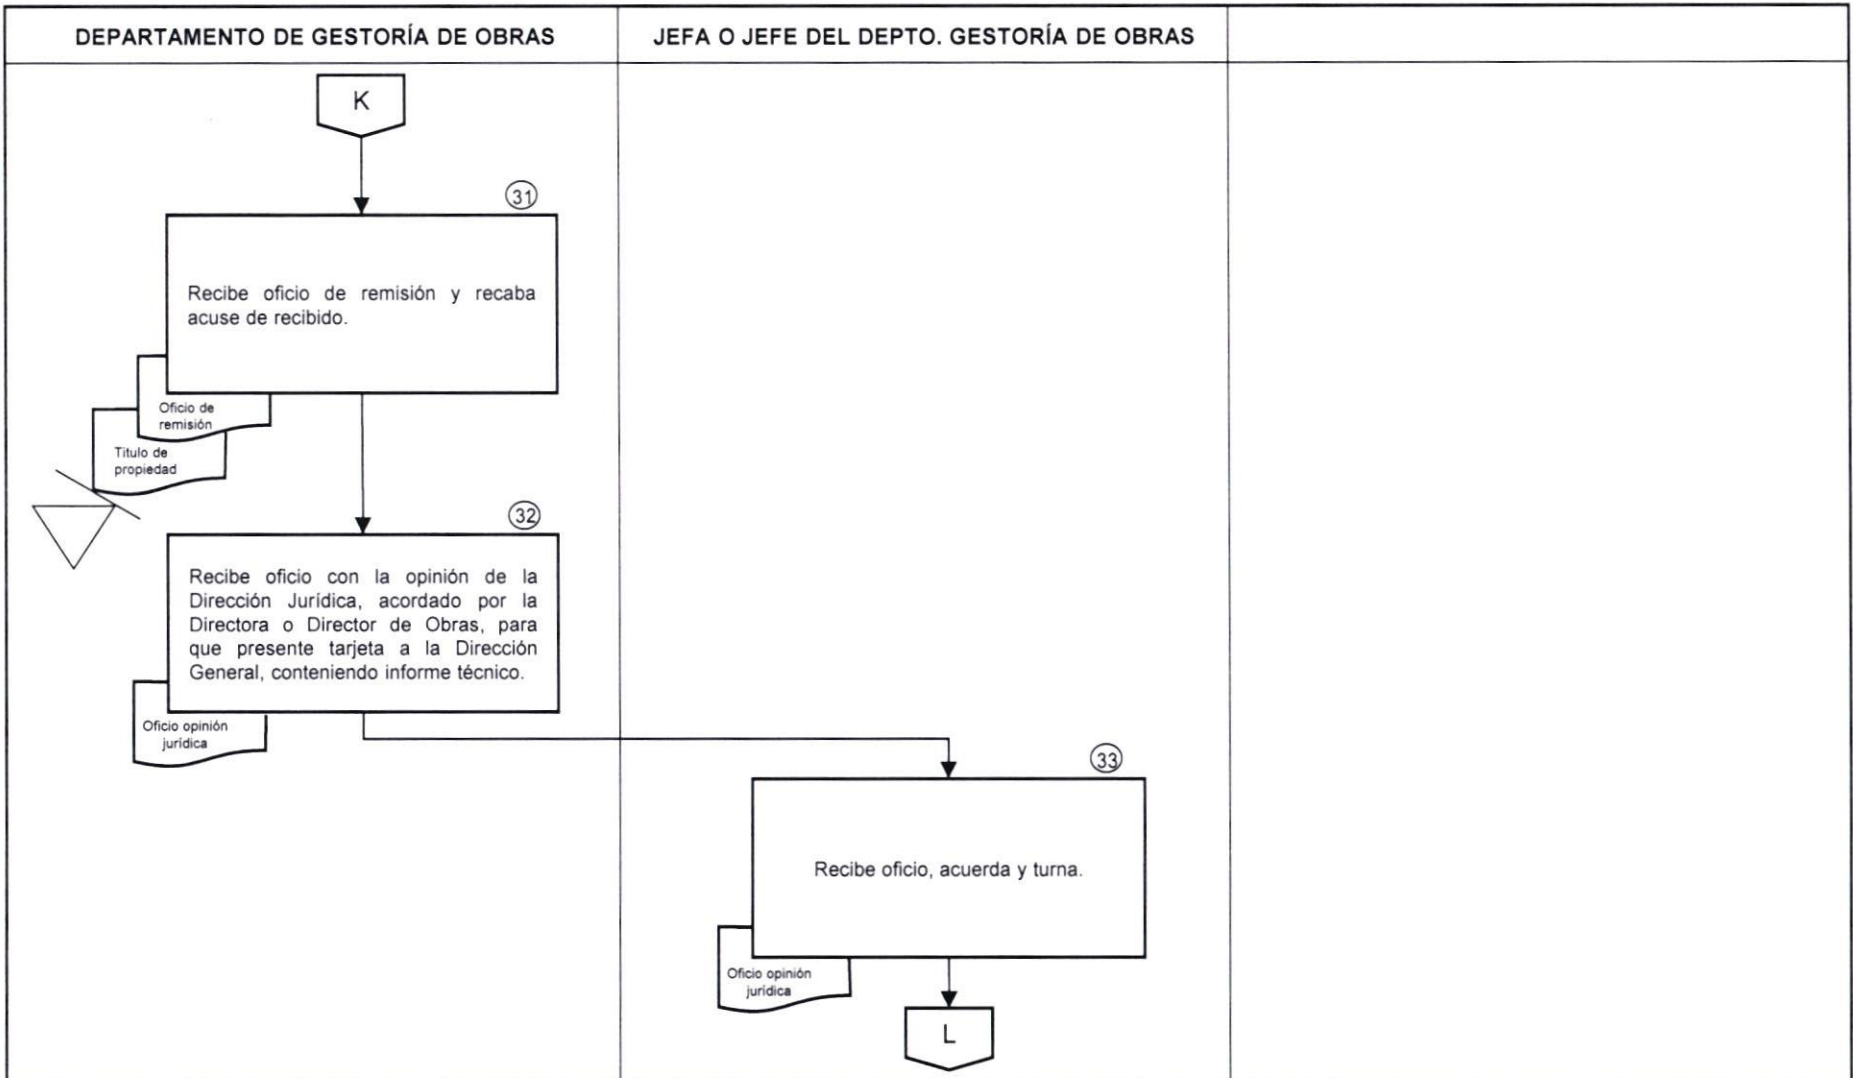 DEPARTAMENTO DE GESTORÍA DE OBRAS
JEFA O JEFE DEL DEPTO. GESTORÍA DE OBRAS
K
31
Recibe oficio de remisión y recaba
acuse de recibido.
Oficio de
remisión
Titulo de
propiedad
32
Recibe oficio con la opinión de la
Dirección Jurídica, acordado por la
Directora o Director de Obras, para
que presente tarjeta a la Dirección
General, conteniendo informe técnico.
Oficio opinión
jurídica
33
Recibe oficio, acuerda y turna.
Oficio opinión
jurídica
L